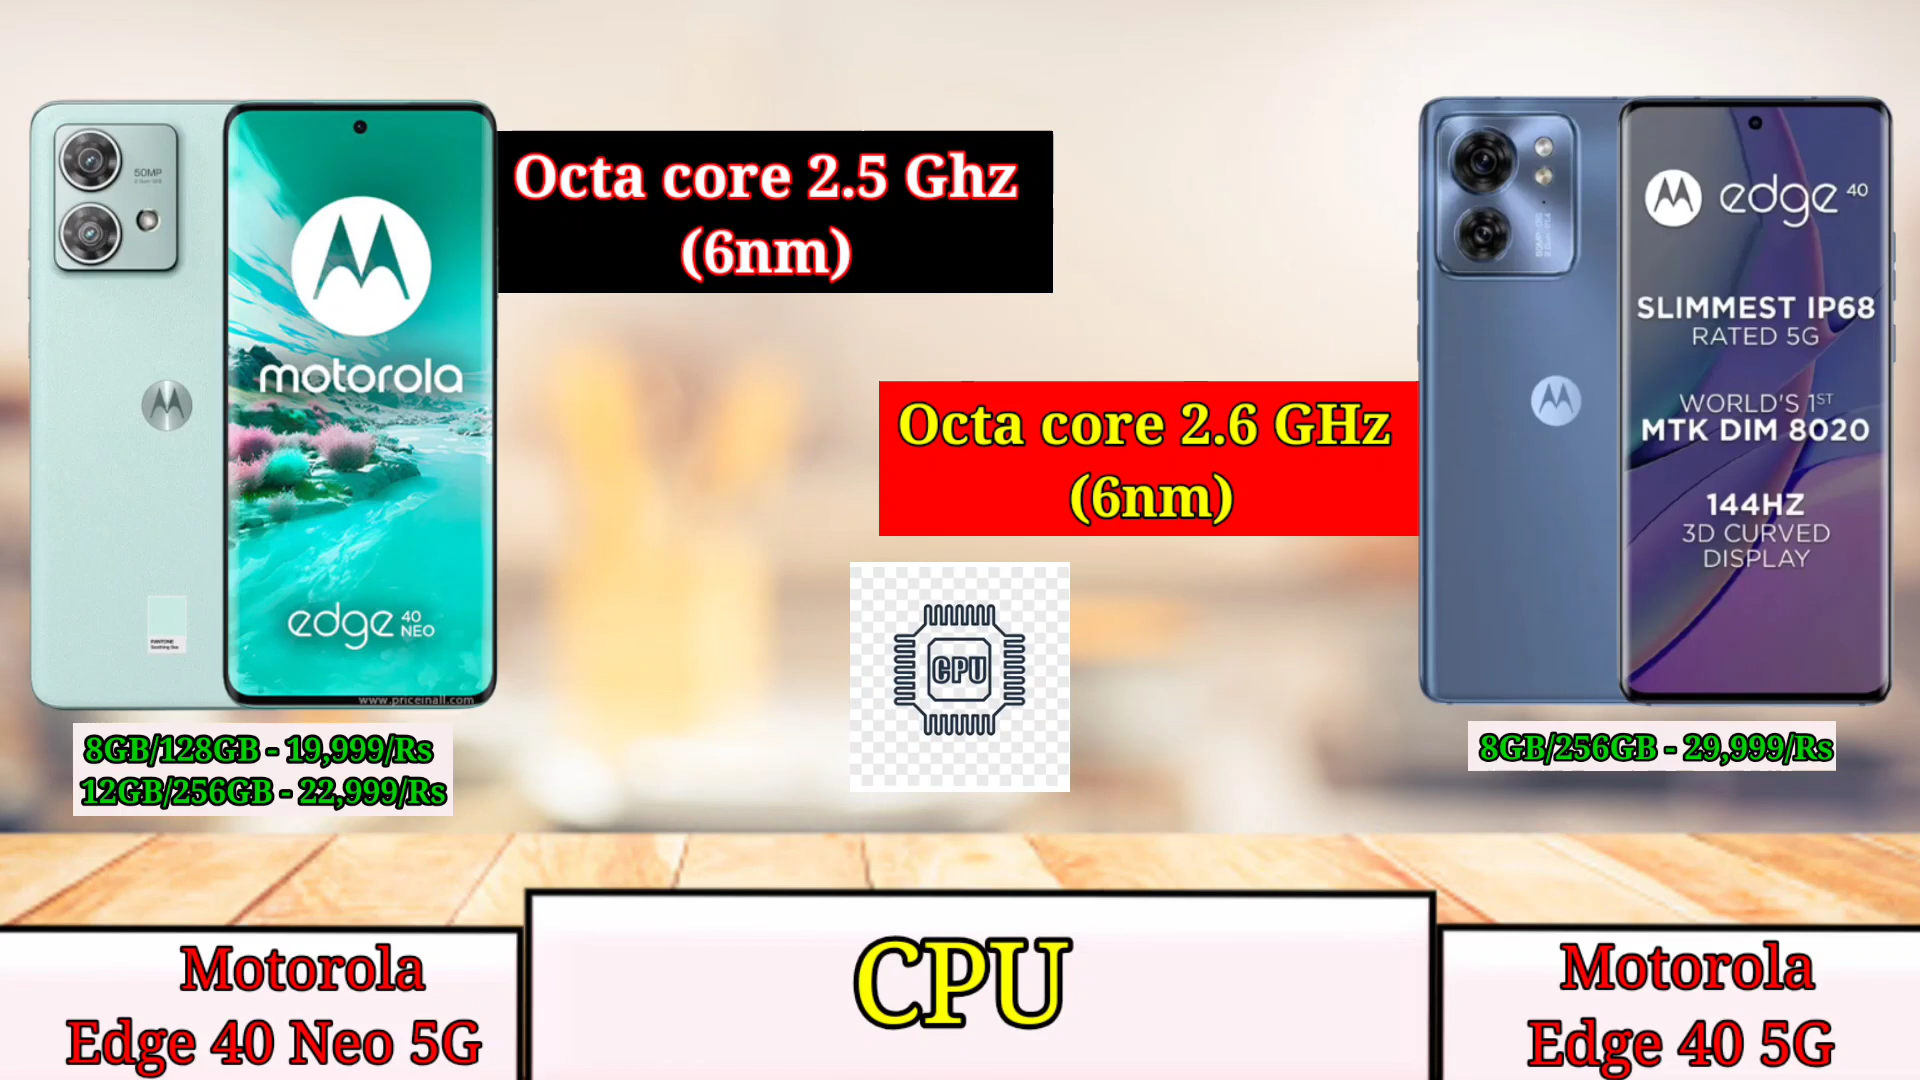 50MP
motorola
edge 40
NEO
PANTONE
Soothing Sea
www.priceinall.com
Octa core 2.5 Ghz
(6nm)
Octa core 2.6 GHz
(6nm)
edge 40
SLIMMEST IP68
RATED 5G
WORLD'S 1ST
MTK DIM 8020
144HZ
3D CURVED
DISPLAY
CPU
8GB/128GB - 19,999/Rs
12GB/256GB - 22,999/Rs
8GB/256GB - 29,999/Rs
Motorola
Edge 40 Neo 5G
CPU
Motorola
Edge 40 5G